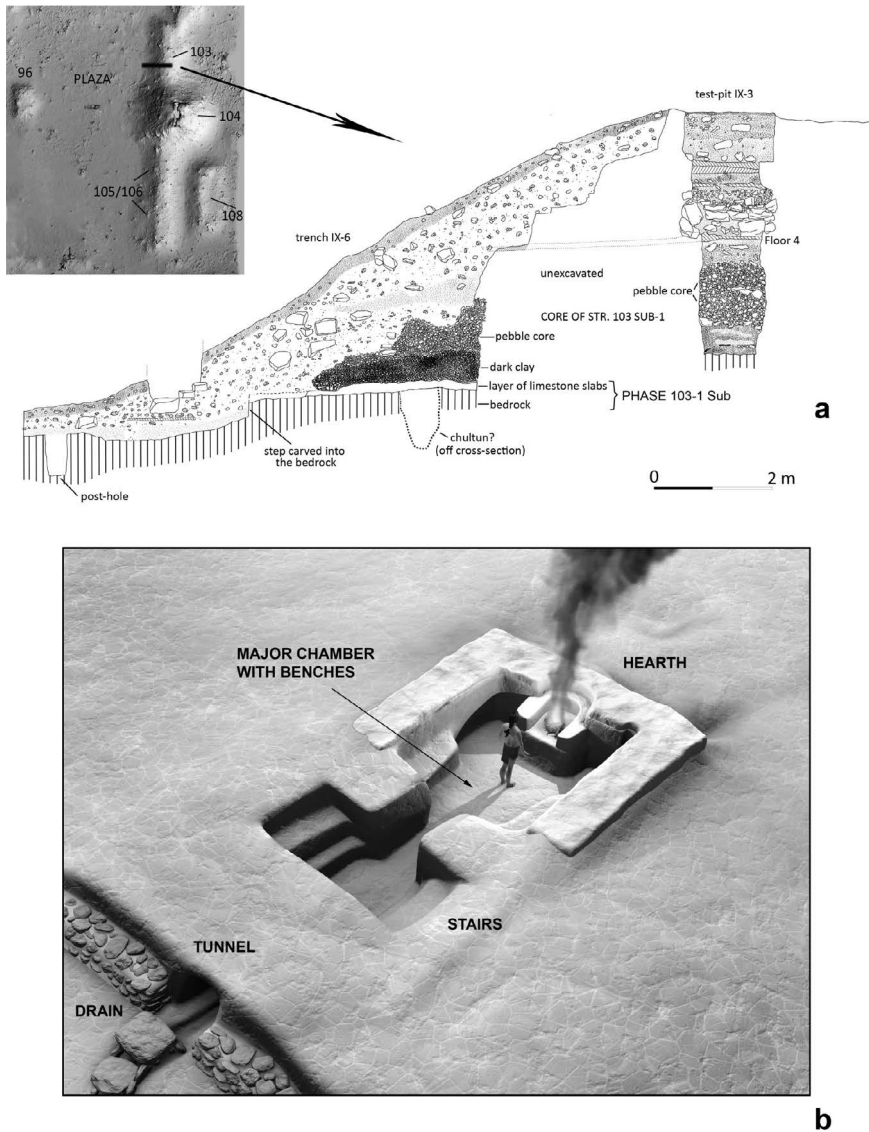 103
96
PLAZA
104
105/106
108
test-pit IX-3
trench IX-6
Floor 4
unexcavated
pebble core
CORE OF STR. 103 SUB-1
pebble core
dark clay
layer of limestone slabs
PHASE 103-1 Sub
bedrock
a
step carved into
the bedrock
chultun?
(off cross-section)
post-hole
0
2 m
MAJOR CHAMBER
WITH BENCHES
HEARTH
STAIRS
TUNNEL
DRAIN
b